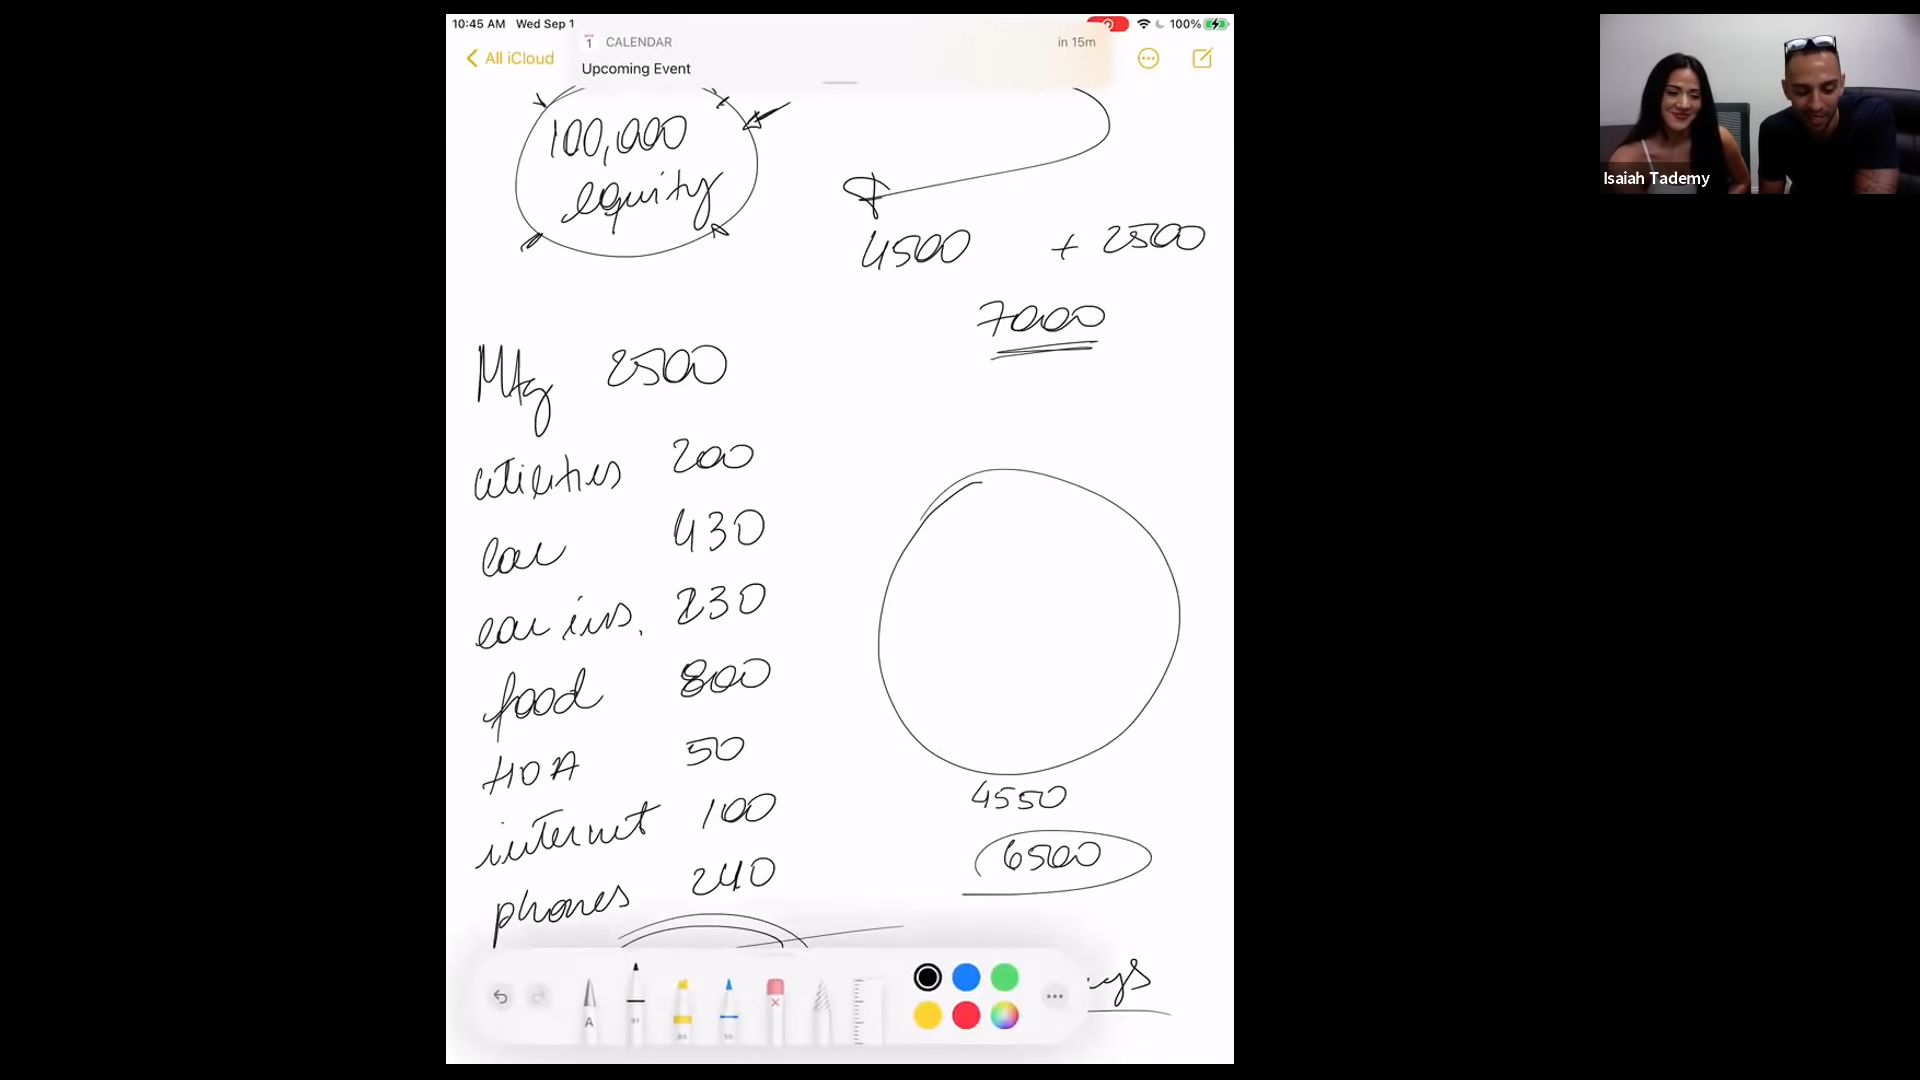 10:45 AM Wed Sep 1
100%
All iCloud
1 CALENDAR in 15m
Upcoming Event
100,000
equity
4500 + 2500
7000
Mtg 2500
utilities 200
car 430
car ins. 230
food 800
HOA 50
internet 100
4550
6500
phones 240
A
Isaiah Tademy